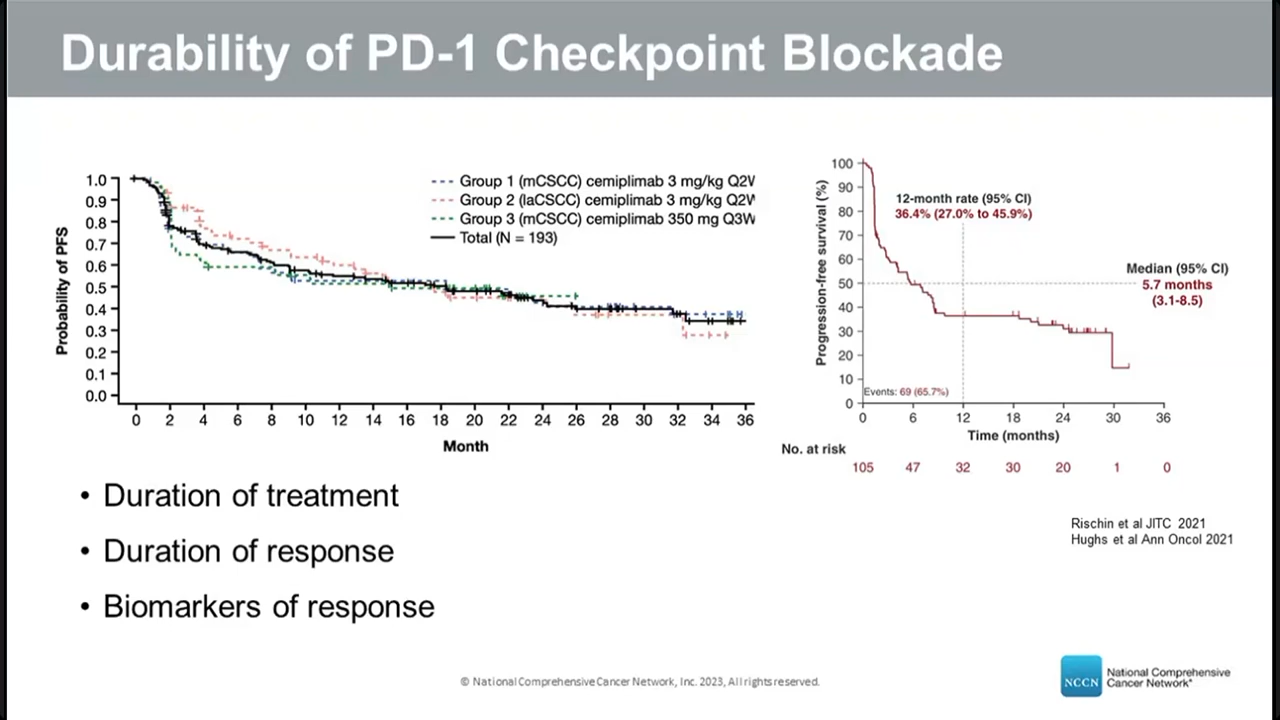 Durability of PD-1 Checkpoint Blockade
Probability of PFS
1.0
0.9
0.8
0.7
0.6
0.5
0.4
0.3
0.2
0.1
0.0
Group 1 (mCSCC) cemiplimab 3 mg/kg
Group 2 (laCSCC) cemiplimab 3 mg/kg
Group 3 (mCSCC) cemiplimab 350 mg
Total (N = 193)
0 2 4 6 8 10 12 14 16 18 20 22 24 26 28 30 32 34 36
Month
Progression-free survival (%)
100
90
80
70
60
50
40
30
20
10
0
12-month rate (95% CI)
36.4% (27.0% to 45.9%)
Median (95% CI)
5.7 months
(3.1-8.5)
Events: 69 (65.7%)
0 6 12 18 24 30 36
Time (months)
No. at risk
105 47 32 30 20 1 0
• Duration of treatment
• Duration of response
• Biomarkers of response
Rischin et al JITC 2021
Hughs et al Ann Oncol 2021
© National Comprehensive Cancer Network, Inc. 2023, All rights reserved.
NCCN
National Comprehensive
Cancer Network®